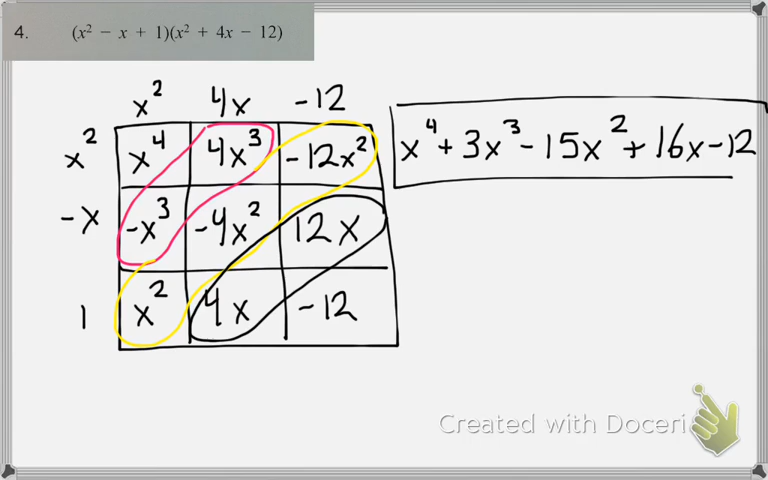 4. (x² − x + 1)(x² + 4x − 12)
x² 4x -12
x² x⁴ 4x³ -12x²
-x -x³ -4x² 12x
1 x² 4x -12
x⁴ + 3x³ - 15x² + 16x - 12
Created with Doceri